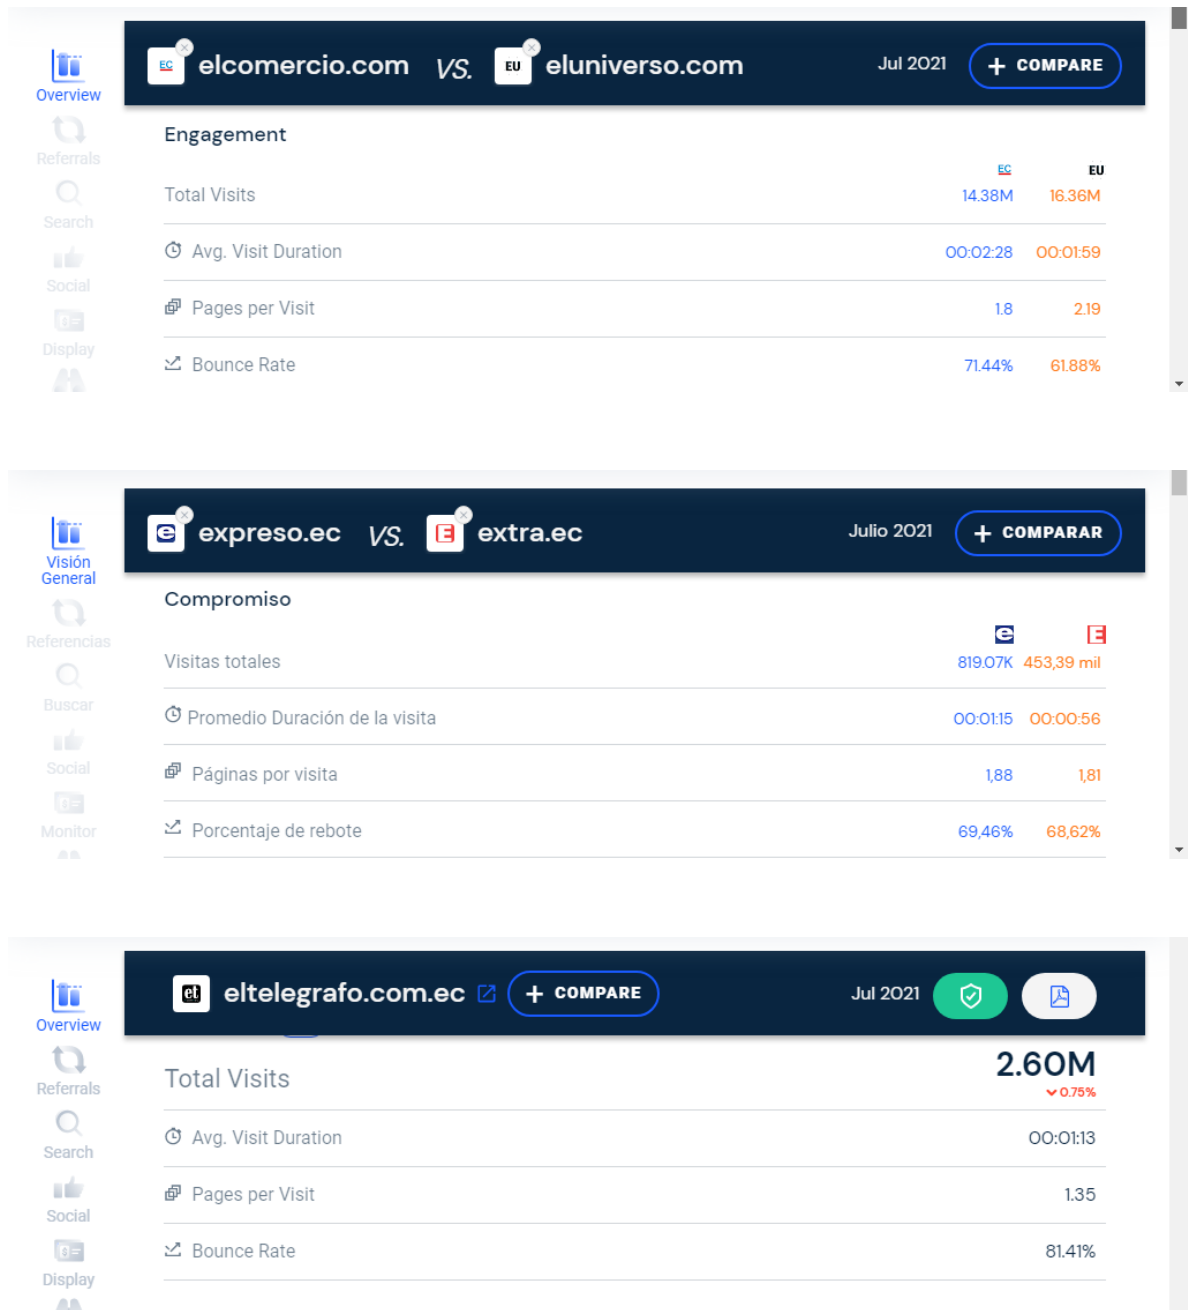 EC elcomercio.com VS. EU eluniverso.com Jul 2021 + COMPARE
Overview
Referrals
Search
Social
Display
Engagement
EC EU
Total Visits 14.38M 16.36M
Avg. Visit Duration 00:02:28 00:01:59
Pages per Visit 1.8 2.19
Bounce Rate 71.44% 61.88%
e expreso.ec VS. E extra.ec Julio 2021 + COMPARAR
Visión
General
Referencias
Buscar
Social
Monitor
Compromiso
e E
Visitas totales 819.07K 453,39 mil
Promedio Duración de la visita 00:01:15 00:00:56
Páginas por visita 1,88 1,81
Porcentaje de rebote 69,46% 68,62%
et eltelegrafo.com.ec + COMPARE Jul 2021
Overview
Referrals
Search
Social
Display
Total Visits 2.60M
0.75%
Avg. Visit Duration 00:01:13
Pages per Visit 1.35
Bounce Rate 81.41%